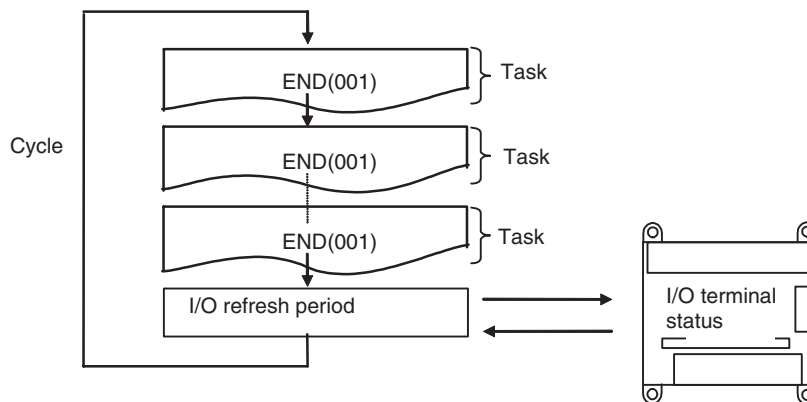 END(001)
Task
Cycle
END(001)
Task
END(001)
Task
I/O refresh period
I/O terminal
status